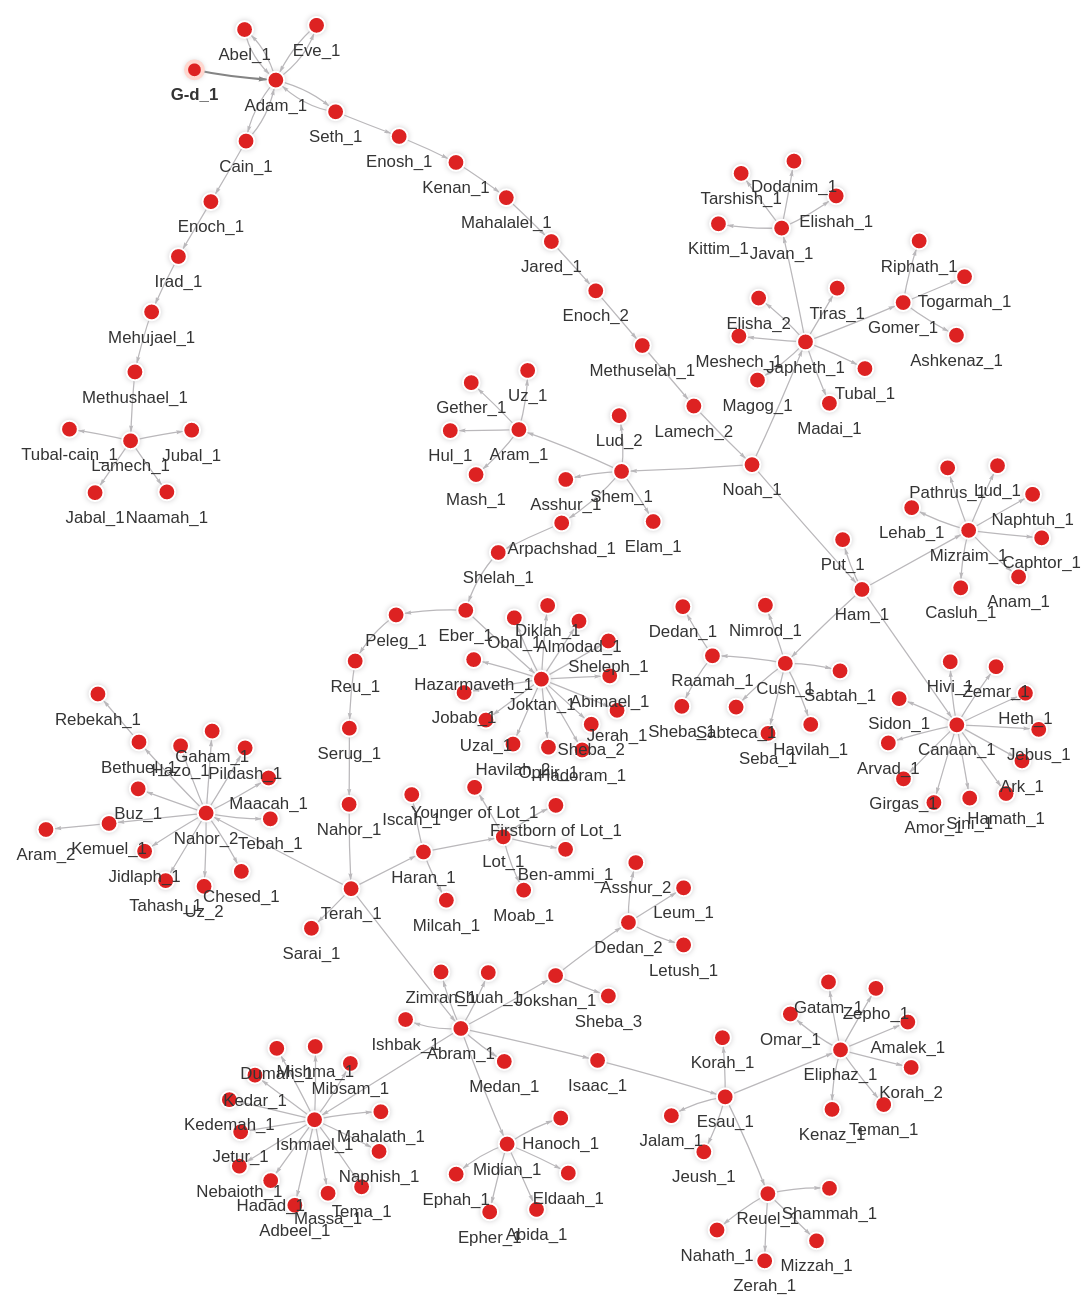 Abel_1
Eve_1
G-d_1
Adam_1
Seth_1
Cain_1
Enosh_1
Kenan_1
Enoch_1
Mahalalel_1
Irad_1
Jared_1
Mehujael_1
Enoch_2
Methuselah_1
Methushael_1
Lamech_2
Tubal-cain_1
Lamech_1
Jubal_1
Jabal_1
Naamah_1
Noah_1
Dodanim_1
Tarshish_1
Elishah_1
Kittim_1
Javan_1
Riphath_1
Togarmah_1
Gomer_1
Ashkenaz_1
Tiras_1
Elisha_2
Meshech_1
Japheth_1
Tubal_1
Magog_1
Madai_1
Uz_1
Gether_1
Hul_1
Aram_1
Mash_1
Lud_2
Shem_1
Asshur_1
Elam_1
Arpachshad_1
Shelah_1
Eber_1
Peleg_1
Reu_1
Serug_1
Nahor_1
Terah_1
Sarai_1
Pathrus_1
Lud_1
Naphtuh_1
Lehab_1
Mizraim_1
Caphtor_1
Anam_1
Casluh_1
Put_1
Ham_1
Dedan_1
Nimrod_1
Raamah_1
Cush_1
Sabtah_1
Sheba_1
Sabteca_1
Seba_1
Havilah_1
Hivi_1
Zemar_1
Heth_1
Sidon_1
Canaan_1
Jebus_1
Arvad_1
Ark_1
Girgas_1
Amor_1
Sin_1
Hamath_1
Diklah_1
Obal_1
Almodad_1
Sheleph_1
Hazarmaveth_1
Joktan_1
Abimael_1
Jobab_1
Jerah_1
Uzal_1
Sheba_2
Havilah_2
Ophir_1
Hadoram_1
Rebekah_1
Bethuel_1
Hazo_1
Gaham_1
Pildash_1
Maacah_1
Buz_1
Nahor_2
Tebah_1
Aram_2
Kemuel_1
Jidlaph_1
Tahash_1
Uz_2
Chesed_1
Iscah_1
Younger of Lot_1
Firstborn of Lot_1
Lot_1
Haran_1
Ben-ammi_1
Milcah_1
Moab_1
Asshur_2
Leum_1
Dedan_2
Letush_1
Zimran_1
Shuah_1
Jokshan_1
Sheba_3
Ishbak_1
Abram_1
Medan_1
Isaac_1
Dumah_1
Mishma_1
Mibsam_1
Kedar_1
Kedemah_1
Ishmael_1
Mahalath_1
Jetur_1
Naphish_1
Nebaioth_1
Hadad_1
Adbeel_1
Massa_1
Tema_1
Hanoch_1
Midian_1
Ephah_1
Eldaah_1
Epher_1
Abida_1
Korah_1
Esau_1
Jalam_1
Jeush_1
Gatam_1
Zepho_1
Omar_1
Amalek_1
Eliphaz_1
Korah_2
Kenaz_1
Teman_1
Reuel_1
Shammah_1
Nahath_1
Mizzah_1
Zerah_1